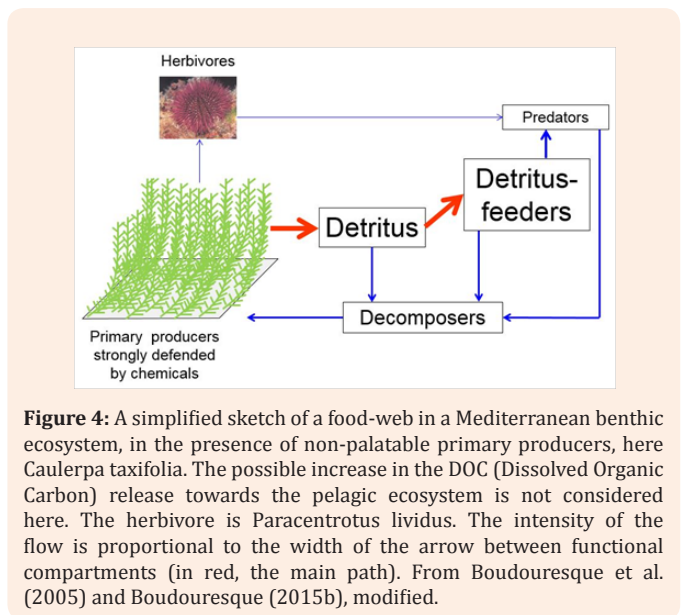 Herbivores
Predators
Detritus-
feeders
Detritus
Decomposers
Primary producers
strongly defended
by chemicals
Figure 4: A simplified sketch of a food-web in a Mediterranean benthic
ecosystem, in the presence of non-palatable primary producers, here
Caulerpa taxifolia. The possible increase in the DOC (Dissolved Organic
Carbon) release towards the pelagic ecosystem is not considered
here. The herbivore is Paracentrotus lividus. The intensity of the
flow is proportional to the width of the arrow between functional
compartments (in red, the main path). From Boudouresque et al.
(2005) and Boudouresque (2015b), modified.